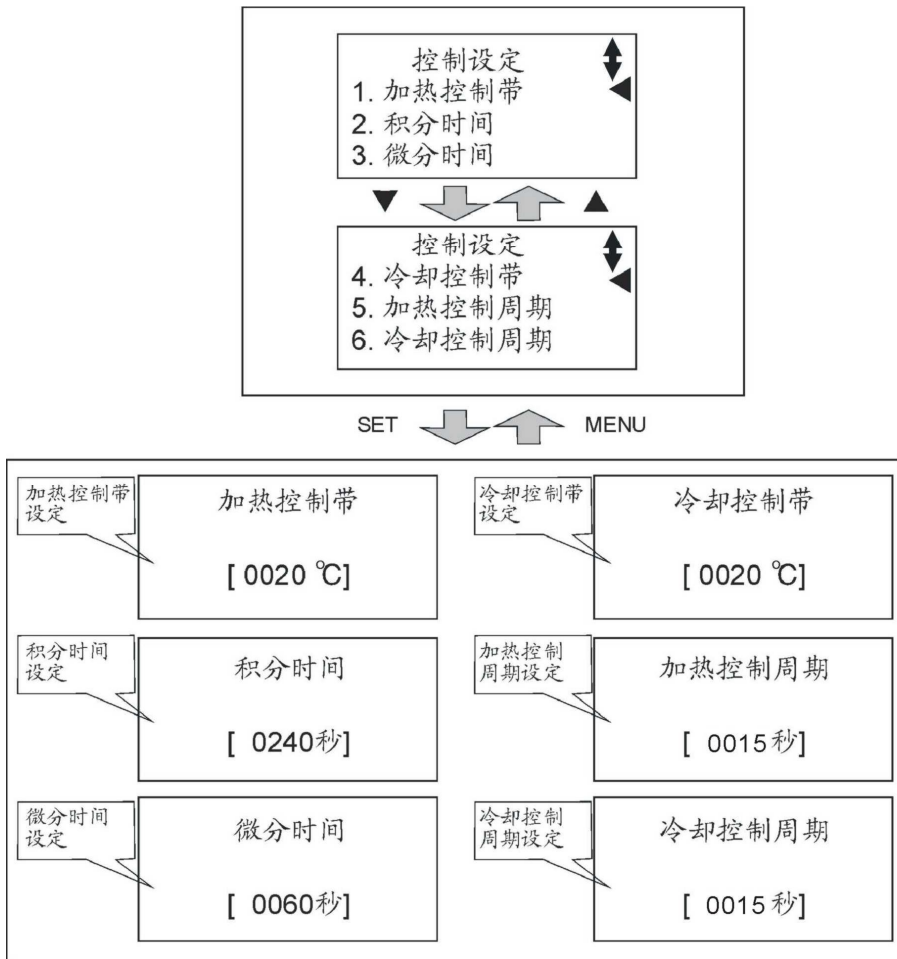 控制设定
1. 加热控制带
2. 积分时间
3. 微分时间
控制设定
4. 冷却控制带
5. 加热控制周期
6. 冷却控制周期
SET
MENU
加热控制带
设定
加热控制带
[ 0020 ℃]
冷却控制带
设定
冷却控制带
[ 0020 ℃]
积分时间
设定
积分时间
[ 0240秒]
加热控制
周期设定
加热控制周期
[ 0015秒]
微分时间
设定
微分时间
[ 0060秒]
冷却控制
周期设定
冷却控制周期
[ 0015秒]